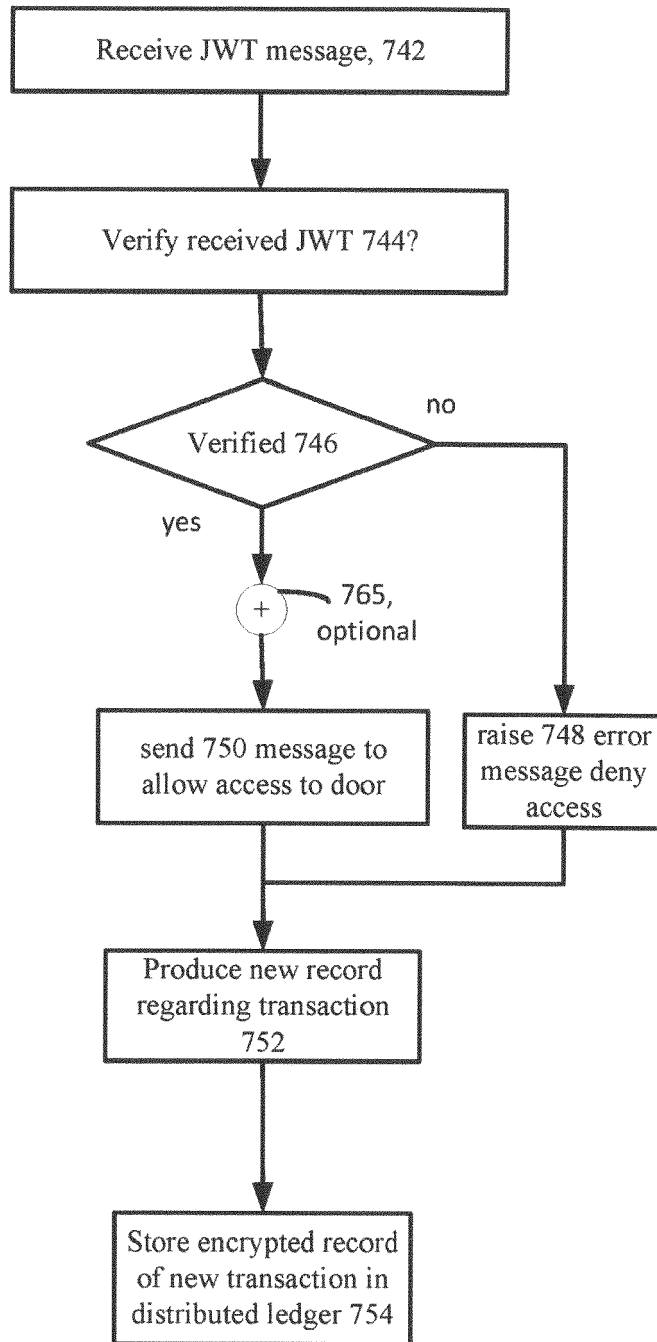 Receive JWT message, 742
Verify received JWT 744?
Verified 746
no
yes
+
765,
optional
send 750 message to
allow access to door
raise 748 error
message deny
access
Produce new record
regarding transaction
752
Store encrypted record
of new transaction in
distributed ledger 754